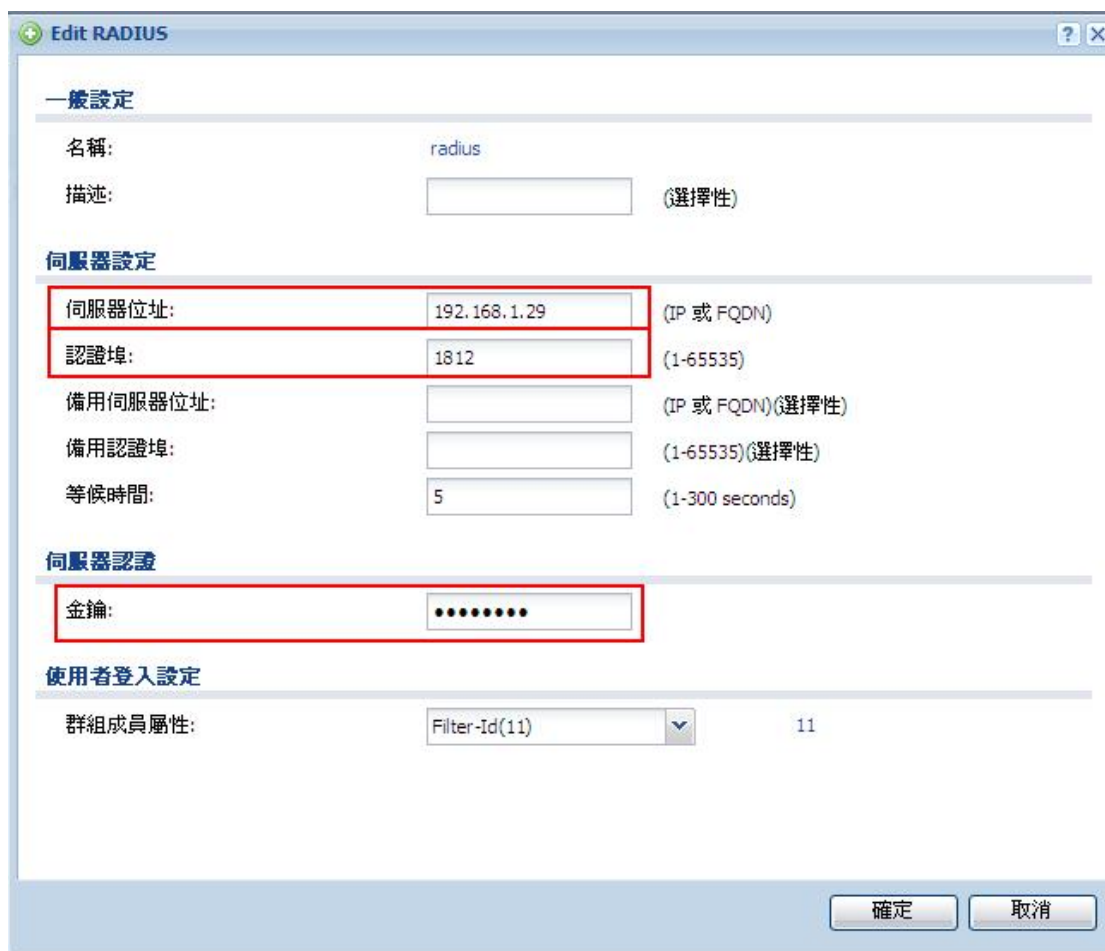 Edit RADIUS
一般設定
名稱: radius
描述: (選擇性)
伺服器設定
伺服器位址: 192.168.1.29 (IP 或 FQDN)
認證埠: 1812 (1-65535)
備用伺服器位址: (IP 或 FQDN)(選擇性)
備用認證埠: (1-65535)(選擇性)
等候時間: 5 (1-300 seconds)
伺服器認證
金鑰: ••••••••
使用者登入設定
群組成員屬性: Filter-Id(11) 11
確定 取消